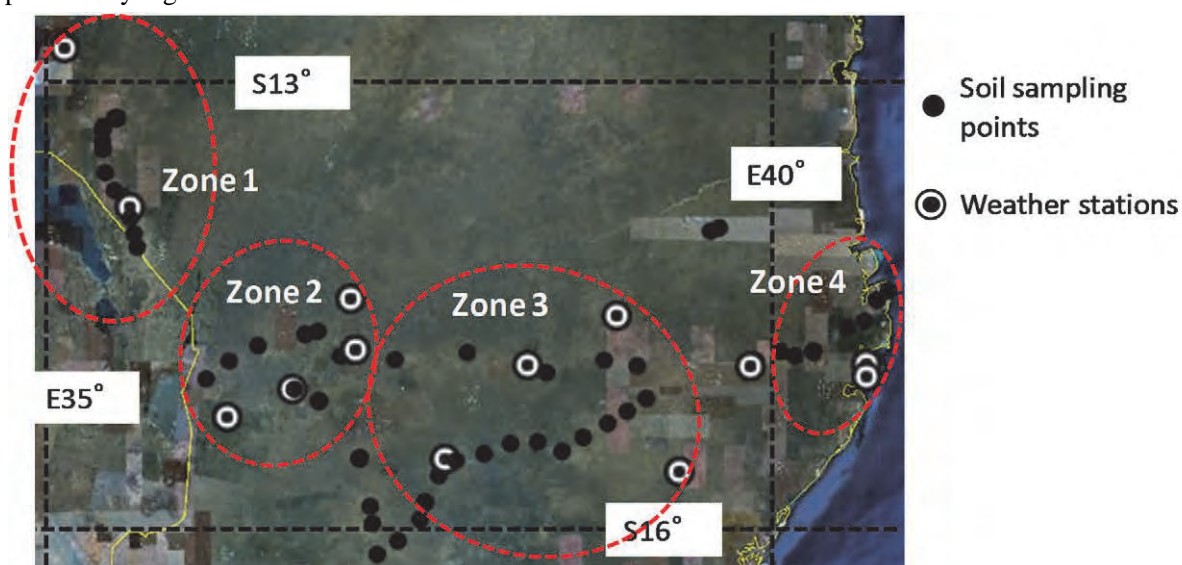 S13°
Zone 1
E40°
Zone 2
Zone 3
Zone 4
E35°
S16°
Soil sampling
points
Weather stations